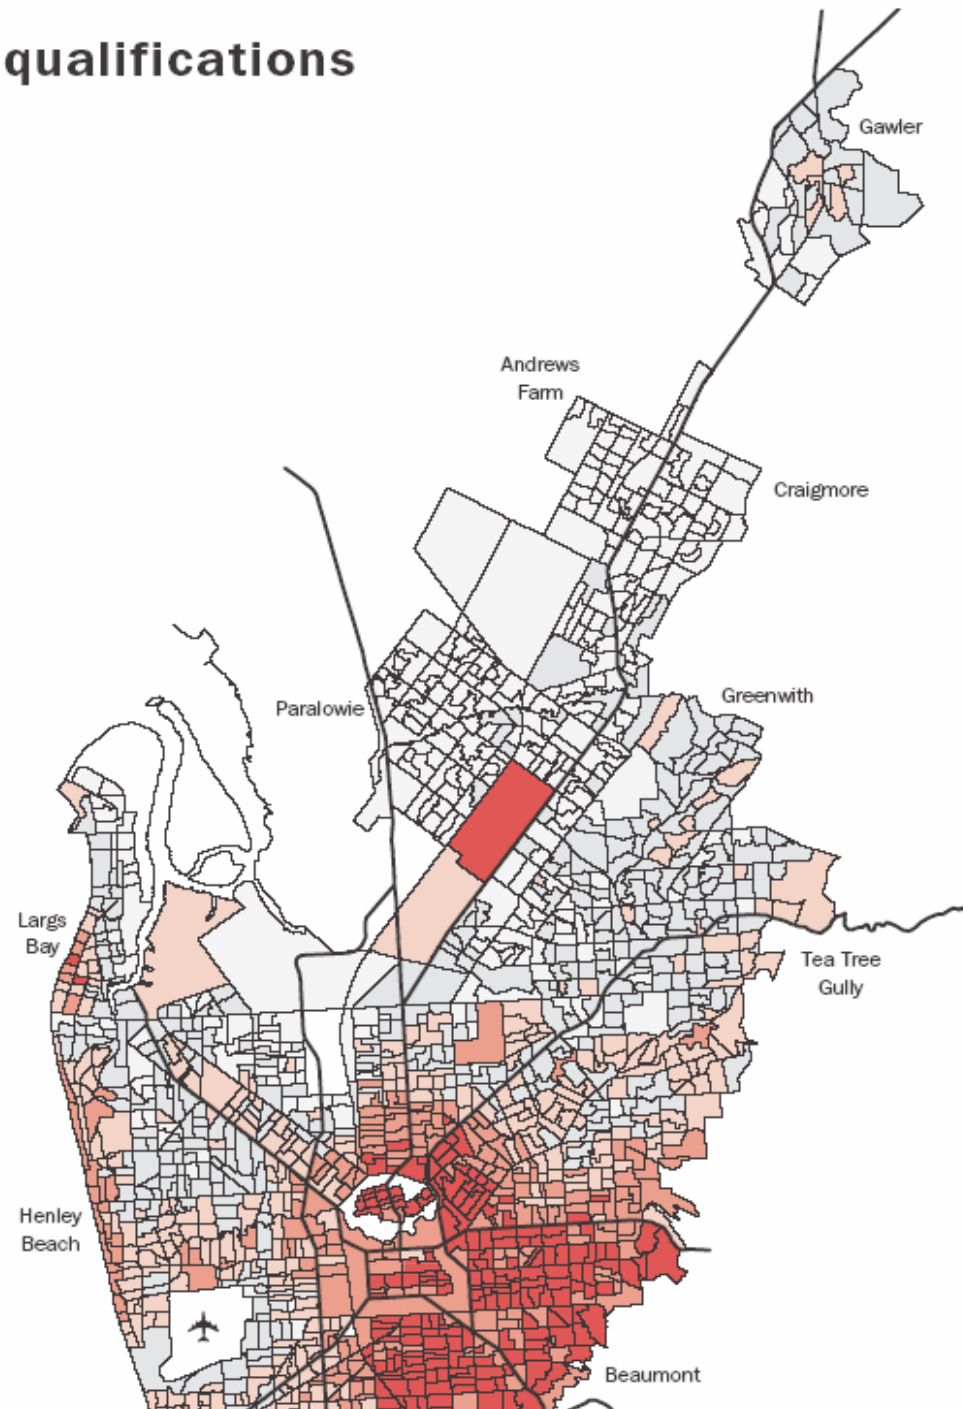 qualifications
Gawler
Andrews
Farm
Craigmore
Greenwith
Paralowie
Largs
Bay
Tea Tree
Gully
Henley
Beach
Beaumont